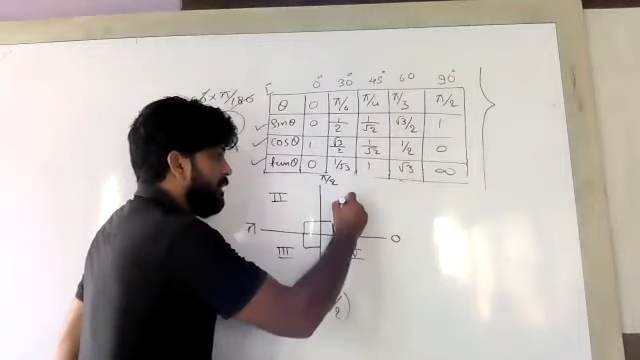 × π/180
0° 30° 45° 60 90°
θ 0 π/6 π/4 π/3 π/2
sinθ 0 1/2 1/√2 √3/2 1
cosθ 1 √3/2 1/√2 1/2 0
tanθ 0 1/√3 1 √3 ∞
π/2
II
π 0
III